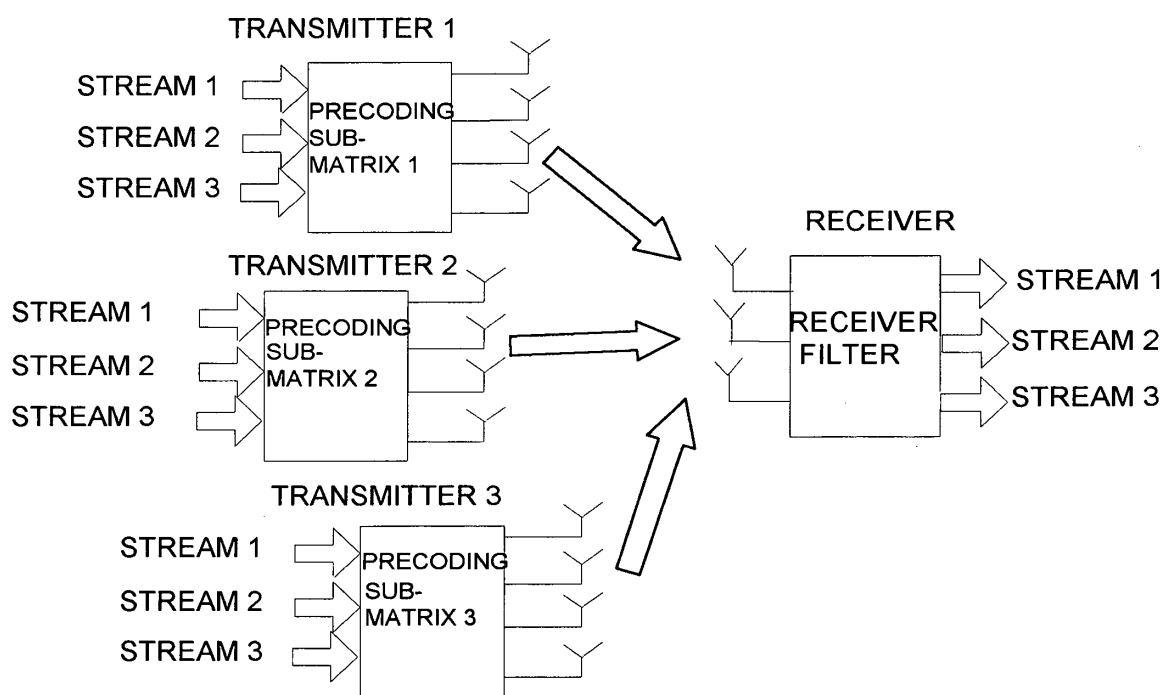 TRANSMITTER 1
STREAM 1
STREAM 2
STREAM 3
PRECODING
SUB-
MATRIX 1
TRANSMITTER 2
STREAM 1
STREAM 2
STREAM 3
PRECODING
SUB-
MATRIX 2
TRANSMITTER 3
STREAM 1
STREAM 2
STREAM 3
PRECODING
SUB-
MATRIX 3
RECEIVER
RECEIVER
FILTER
STREAM 1
STREAM 2
STREAM 3